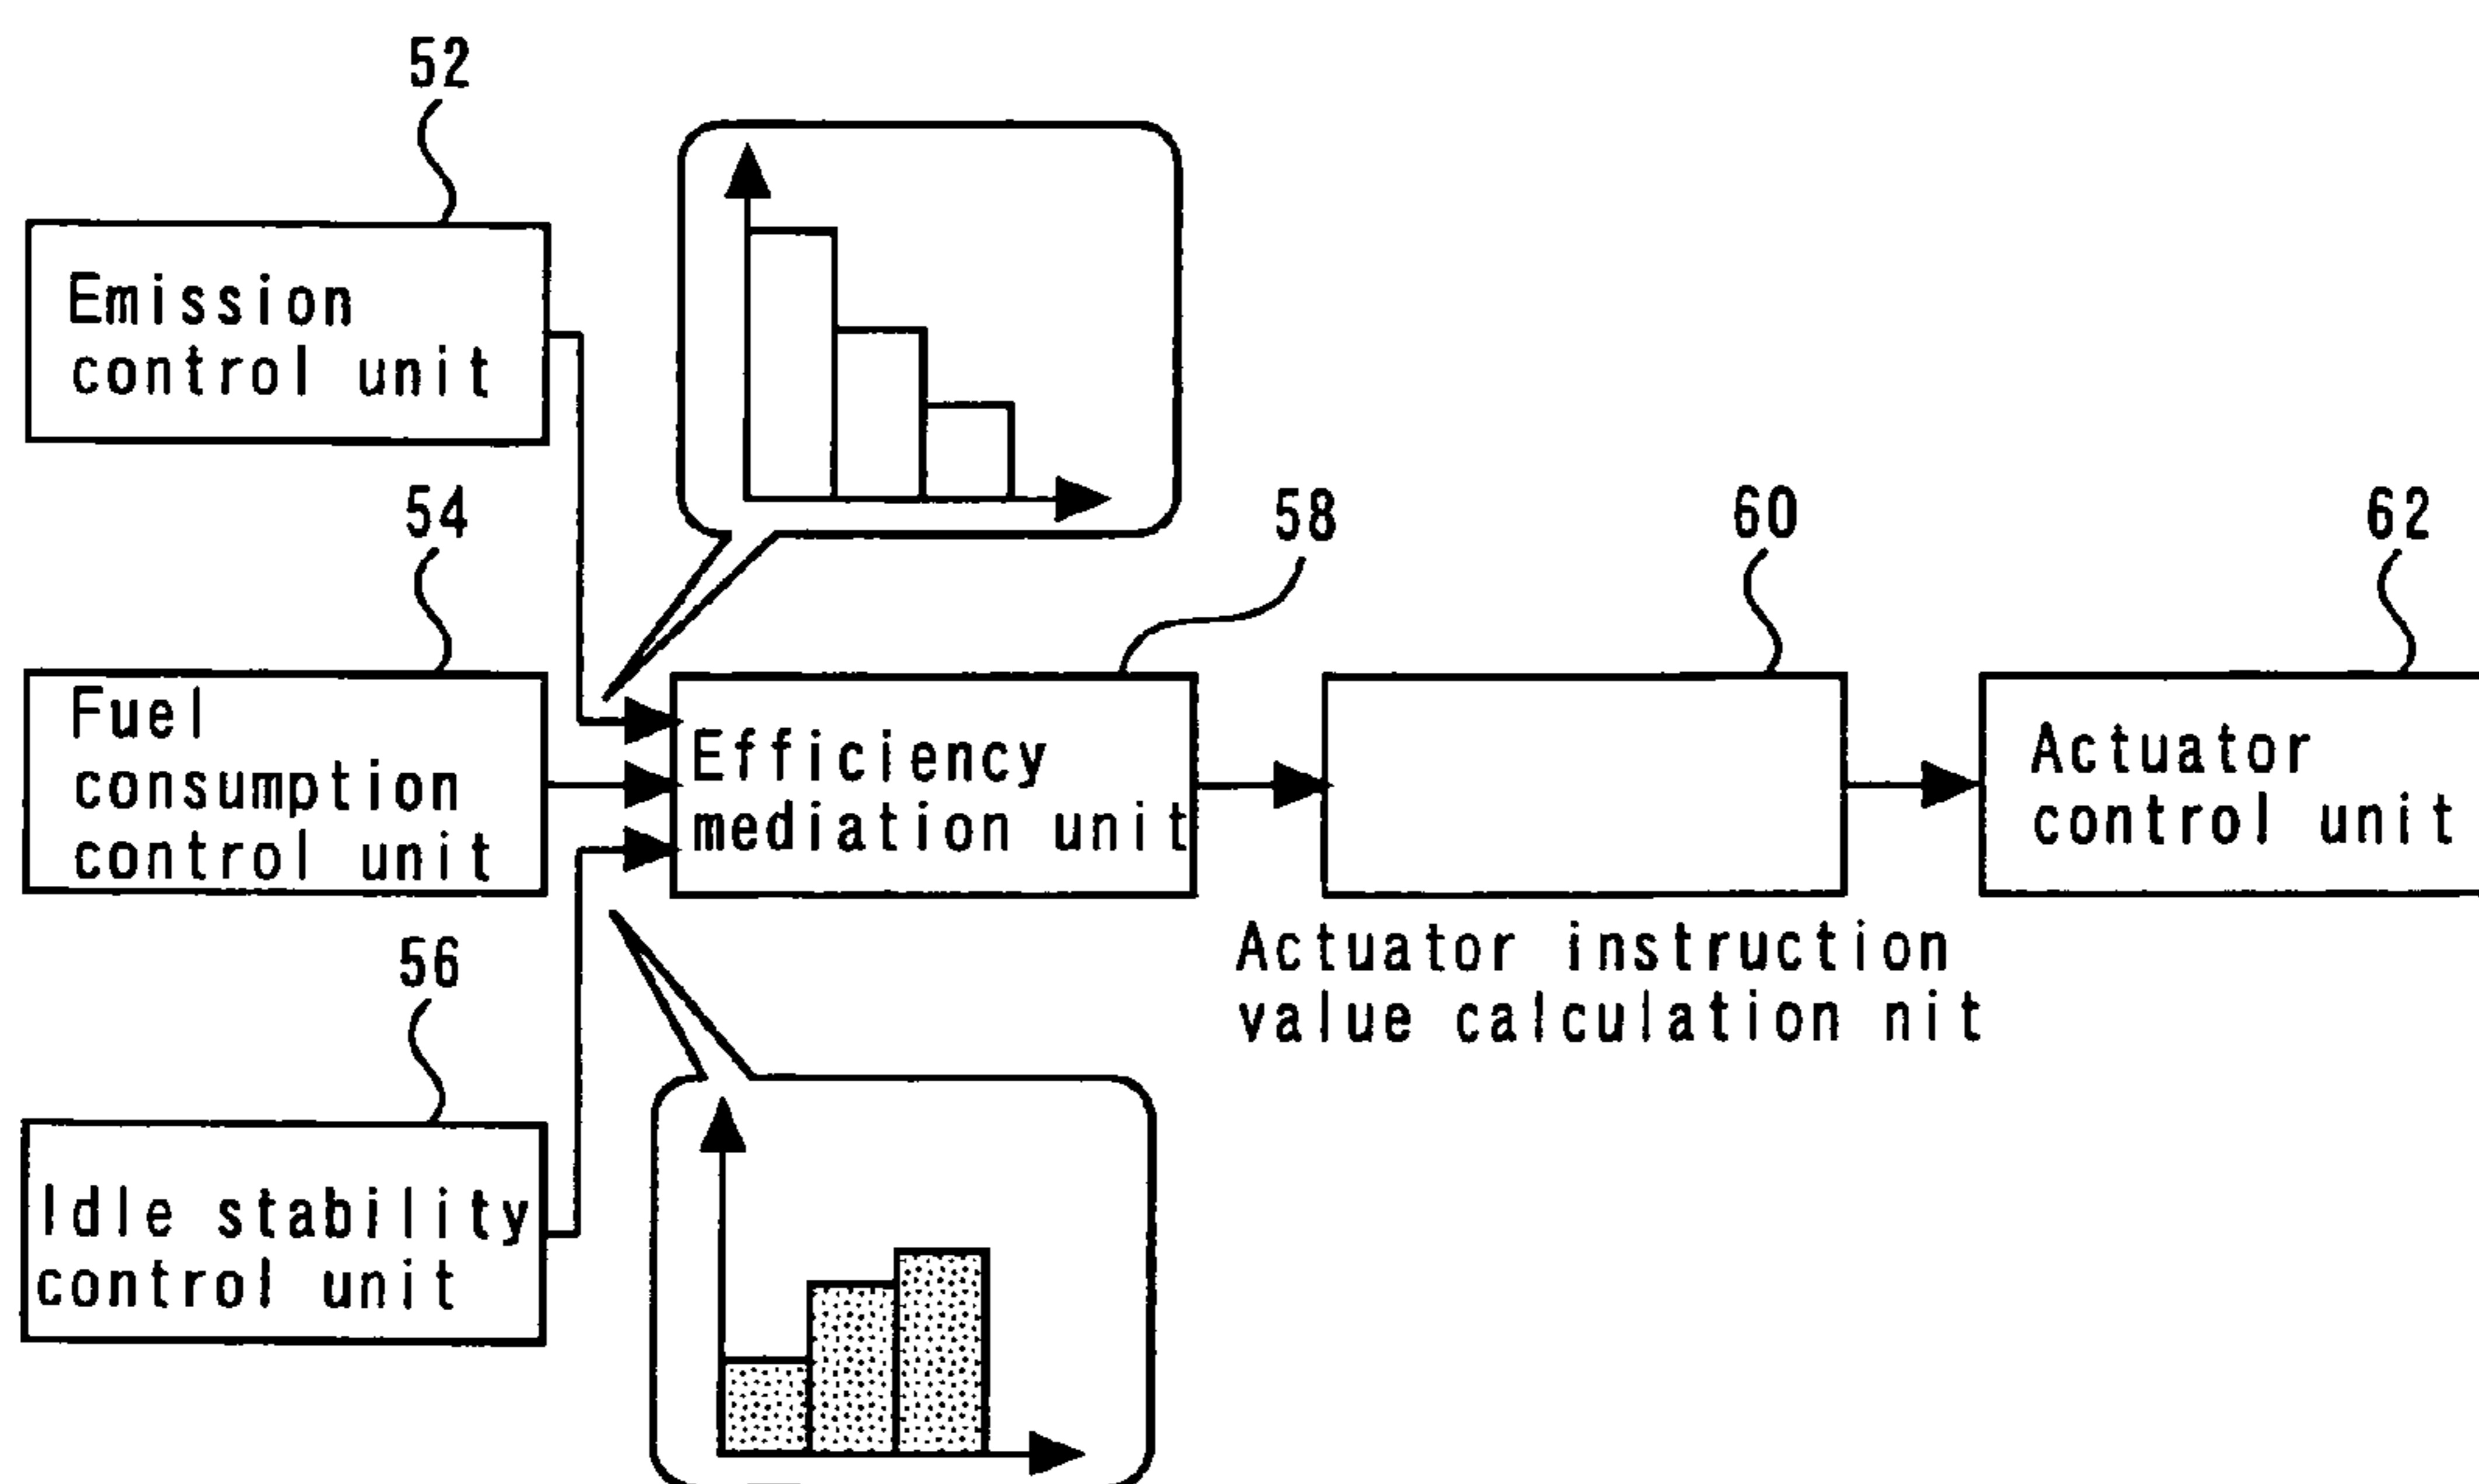 52
Emission
control unit
54
Fuel
consumption
control unit
56
Idle stability
control unit
58
Efficiency
mediation unit
60
Actuator instruction
value calculation nit
62
Actuator
control unit